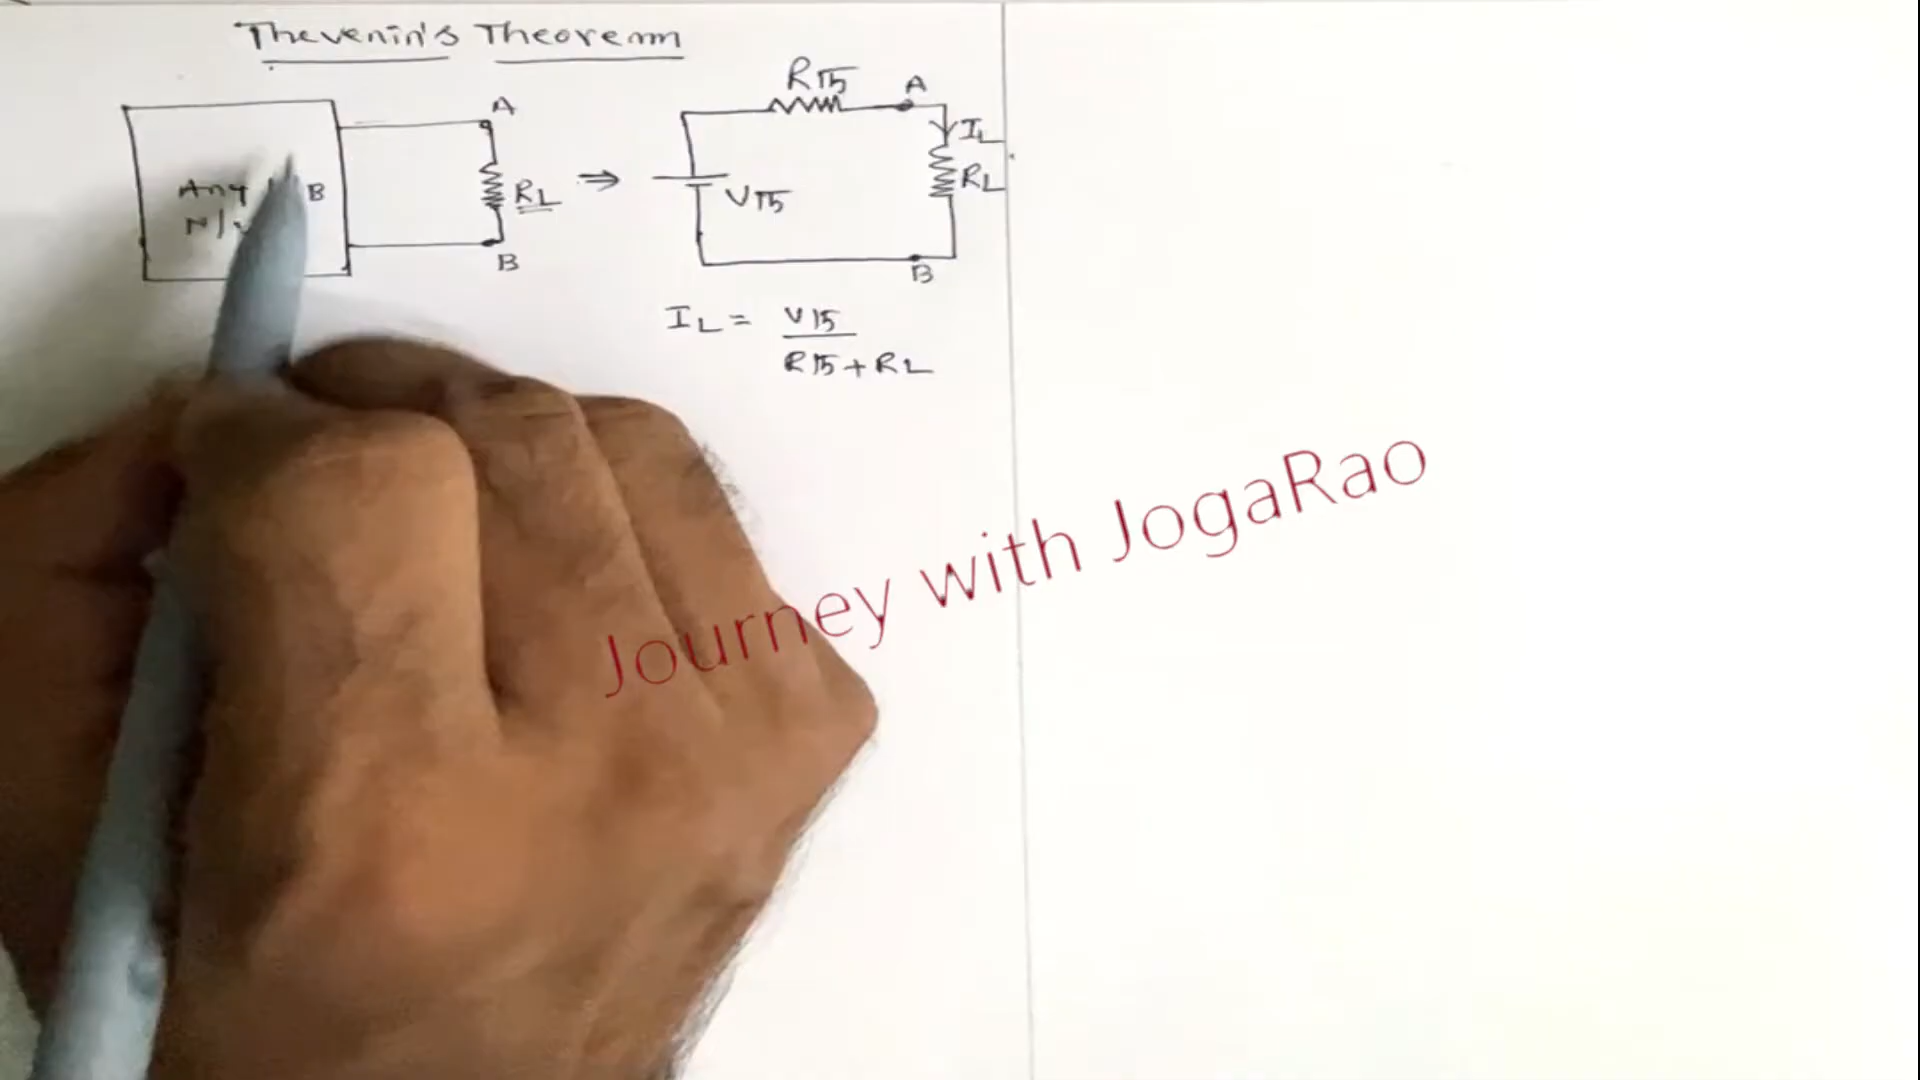 Thevenin's Theorem
A
Any B
N/
RL
B
⇒
RTh
A
IL
RL
VTh
B
IL = VTh / RTh + RL
Journey with JogaRao